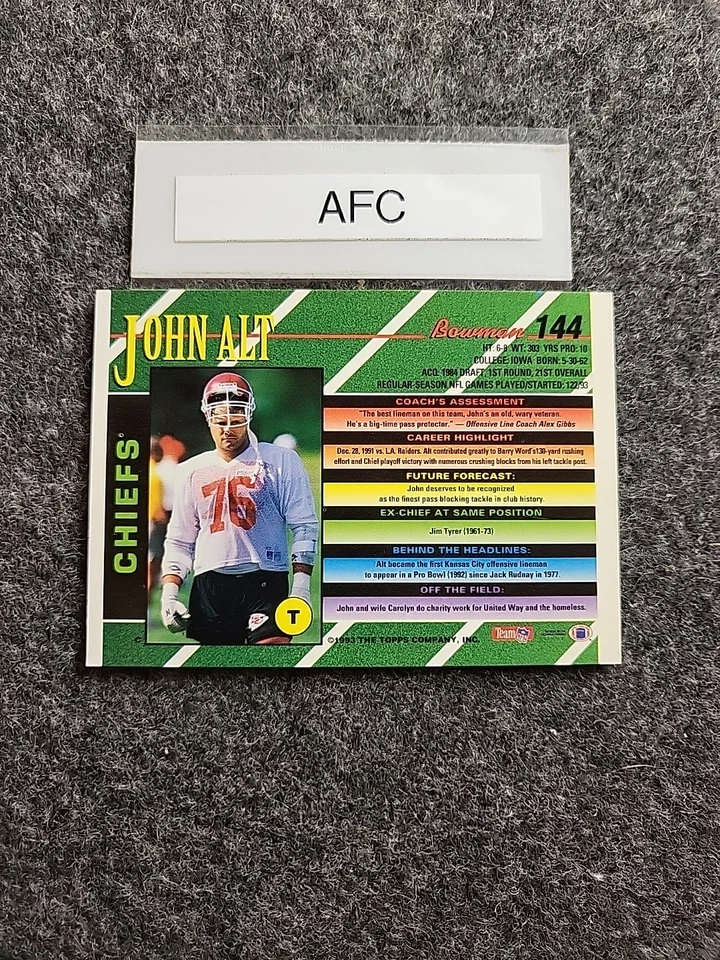 AFC
JOHN ALT
Bowman 144
HT: 6-8 WT: 303 YRS PRO: 10
COLLEGE: IOWA BORN: 5-30-62
ACQ: 1984 DRAFT, 1ST ROUND, 21ST OVERALL
REGULAR-SEASON NFL GAMES PLAYED/STARTED: 122/93
CHIEFS
76
T
COACH'S ASSESSMENT
"The best lineman on this team, John's an old, wary veteran.
He's a big-time pass protector." — Offensive Line Coach Alex Gibbs
CAREER HIGHLIGHT
Dec. 28, 1991 vs. L.A. Raiders. Alt contributed greatly to Barry Word's 130-yard rushing
effort and Chief playoff victory with numerous crushing blocks from his left tackle post.
FUTURE FORECAST:
John deserves to be recognized
as the finest pass blocking tackle in club history.
EX-CHIEF AT SAME POSITION
Jim Tyrer (1961-73)
BEHIND THE HEADLINES:
Alt became the first Kansas City offensive lineman
to appear in a Pro Bowl (1992) since Jack Rudnay in 1977.
OFF THE FIELD:
John and wife Carolyn do charity work for United Way and the homeless.
©1993 THE TOPPS COMPANY, INC.
Team NFL